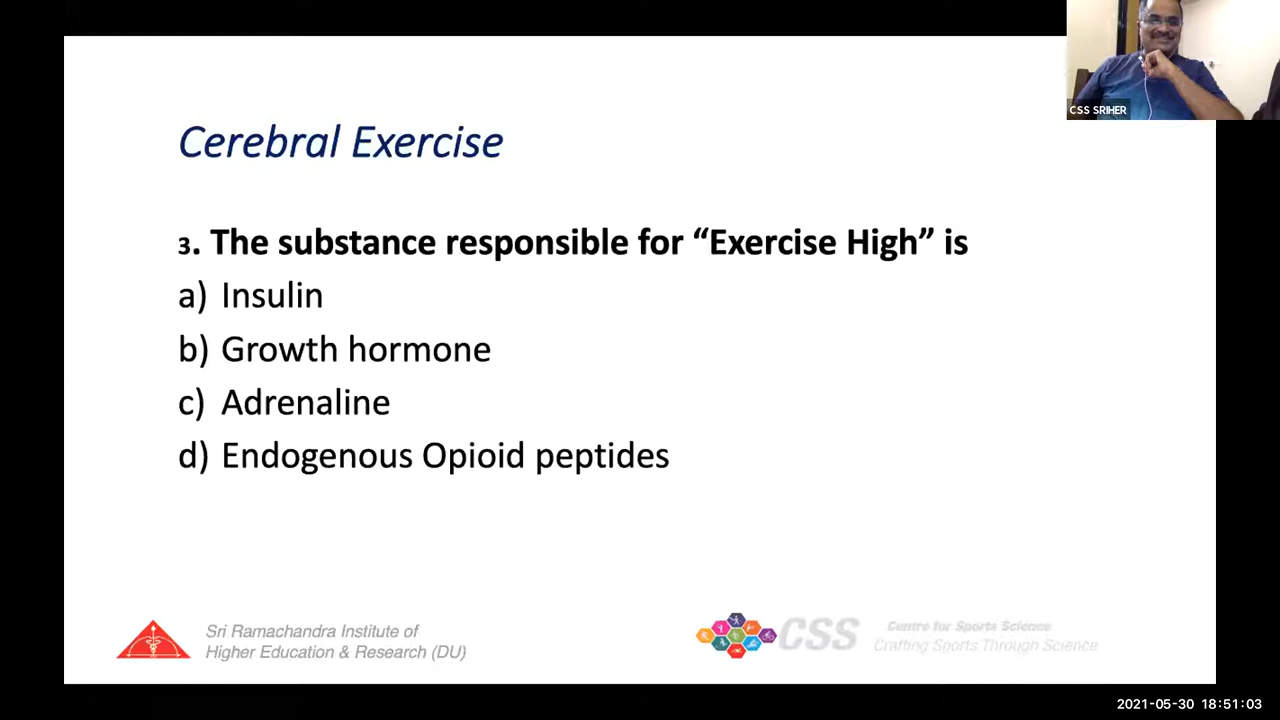 CSS SRIHER
Cerebral Exercise
3. The substance responsible for “Exercise High” is
a) Insulin
b) Growth hormone
c) Adrenaline
d) Endogenous Opioid peptides
Sri Ramachandra Institute of
Higher Education & Research (DU)
CSS
Centre for Sports Science
Crafting Sports Through Science
2021-05-30 18:51:03